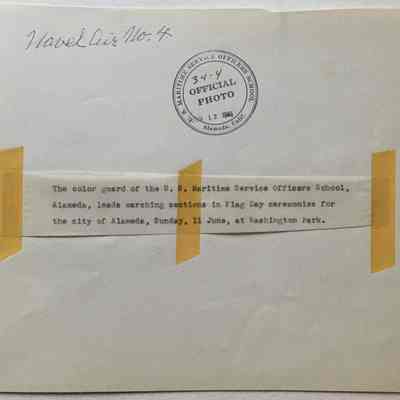 Naval Air No. 4
U. S. MARITIME SERVICE OFFICERS SCHOOL
34-4
OFFICIAL
PHOTO
12
Alameda, Calif.
The color guard of the U. S. Maritime Service Officers School,
Alameda, leads marching sections in Flag Day ceremonies for
the city of Alameda, Sunday, 11 June, at Washington Park.